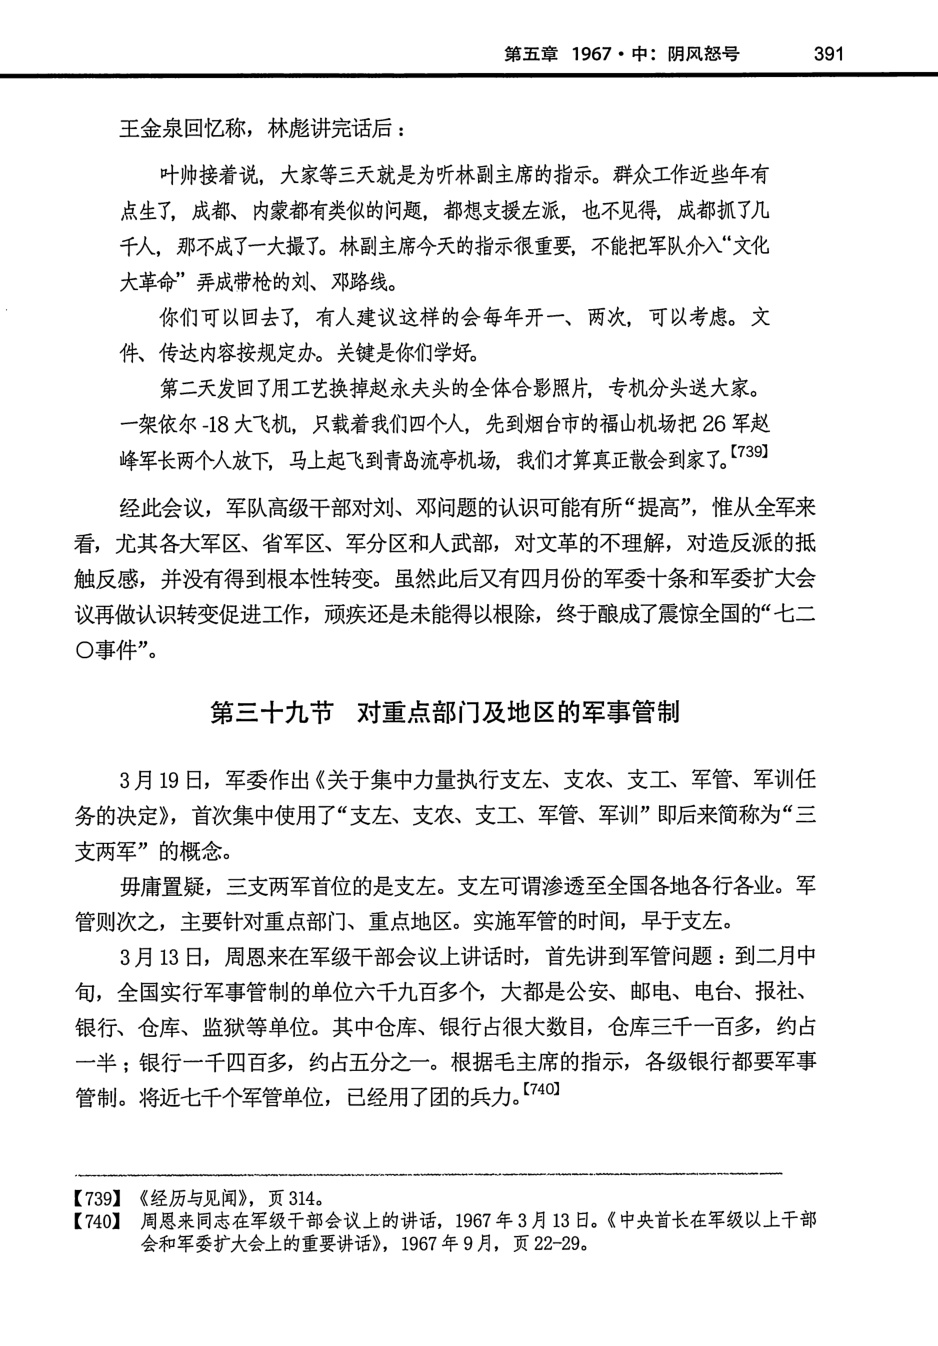 第五章 1967·中：阴风怒号 391
王金泉回忆称，林彪讲完话后：
叶帅接着说，大家等三天就是为听林副主席的指示。群众工作近些年有
点生了，成都、内蒙都有类似的问题，都想支援左派，也不见得，成都抓了几
千人，那不成了一大撮了。林副主席今天的指示很重要，不能把军队介入“文化
大革命”弄成带枪的刘、邓路线。
你们可以回去了，有人建议这样的会每年开一、两次，可以考虑。文
件、传达内容按规定办。关键是你们学好。
第二天发回了用工艺换掉赵永夫头的全体合影照片，专机分头送大家。
一架依尔-18大飞机，只载着我们四个人，先到烟台市的福山机场把26军赵
峰军长两个人放下，马上起飞到青岛流亭机场，我们才算真正散会到家了。【739】
经此会议，军队高级干部对刘、邓问题的认识可能有所“提高”，惟从全军来
看，尤其各大军区、省军区、军分区和人武部，对文革的不理解，对造反派的抵
触反感，并没有得到根本性转变。虽然此后又有四月份的军委十条和军委扩大会
议再做认识转变促进工作，顽疾还是未能得以根除，终于酿成了震惊全国的“七二
〇事件”。
第三十九节 对重点部门及地区的军事管制
3月19日，军委作出《关于集中力量执行支左、支农、支工、军管、军训任
务的决定》，首次集中使用了“支左、支农、支工、军管、军训”即后来简称为“三
支两军”的概念。
毋庸置疑，三支两军首位的是支左。支左可谓渗透至全国各地各行各业。军
管则次之，主要针对重点部门、重点地区。实施军管的时间，早于支左。
3月13日，周恩来在军级干部会议上讲话时，首先讲到军管问题：到二月中
旬，全国实行军事管制的单位六千九百多个，大都是公安、邮电、电台、报社、
银行、仓库、监狱等单位。其中仓库、银行占很大数目，仓库三千一百多，约占
一半；银行一千四百多，约占五分之一。根据毛主席的指示，各级银行都要军事
管制。将近七千个军管单位，已经用了团的兵力。【740】
【739】《经历与见闻》，页314。
【740】 周恩来同志在军级干部会议上的讲话，1967年3月13日。《中央首长在军级以上干部
会和军委扩大会上的重要讲话》，1967年9月，页22-29。